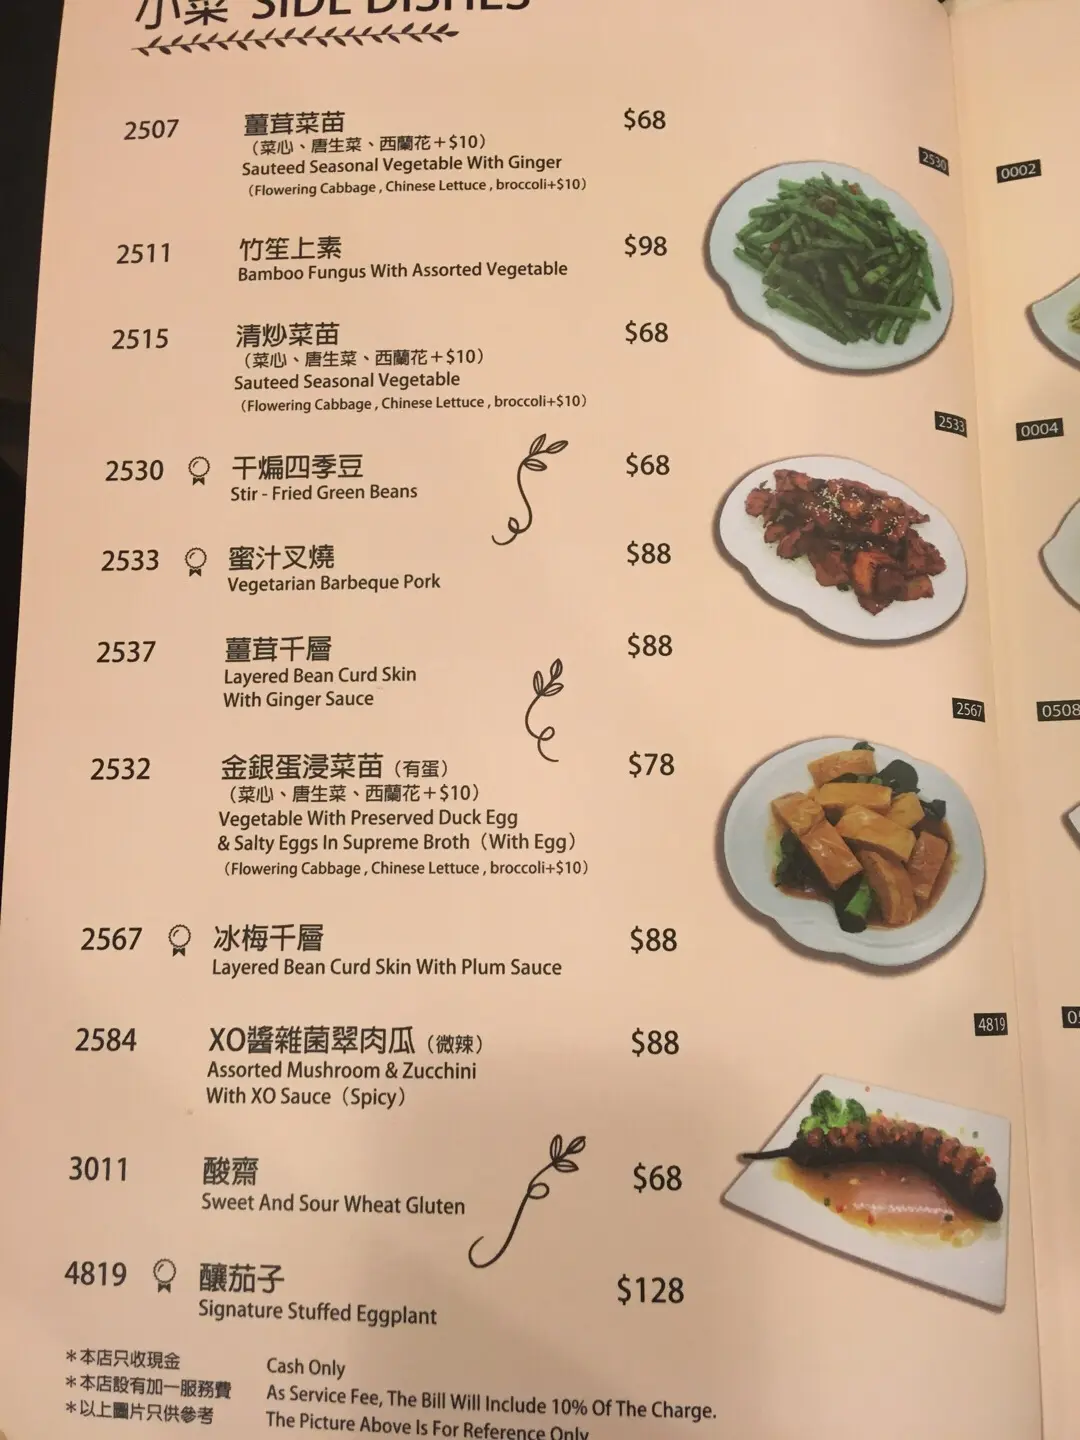 小菜 SIDE DISHES
2507 薑茸菜苗 $68
（菜心、唐生菜、西蘭花＋$10）
Sauteed Seasonal Vegetable With Ginger
（Flowering Cabbage , Chinese Lettuce , broccoli+$10）
2511 竹笙上素 $98
Bamboo Fungus With Assorted Vegetable
2515 清炒菜苗 $68
（菜心、唐生菜、西蘭花＋$10）
Sauteed Seasonal Vegetable
（Flowering Cabbage , Chinese Lettuce , broccoli+$10）
2530 干煸四季豆 $68
Stir - Fried Green Beans
2533 蜜汁叉燒 $88
Vegetarian Barbeque Pork
2537 薑茸千層 $88
Layered Bean Curd Skin
With Ginger Sauce
2532 金銀蛋浸菜苗（有蛋） $78
（菜心、唐生菜、西蘭花＋$10）
Vegetable With Preserved Duck Egg
& Salty Eggs In Supreme Broth（With Egg）
（Flowering Cabbage , Chinese Lettuce , broccoli+$10）
2567 冰梅千層 $88
Layered Bean Curd Skin With Plum Sauce
2584 XO醬雜菌翠肉瓜（微辣） $88
Assorted Mushroom & Zucchini
With XO Sauce（Spicy）
3011 酸齋 $68
Sweet And Sour Wheat Gluten
4819 釀茄子 $128
Signature Stuffed Eggplant
＊本店只收現金 Cash Only
＊本店設有加一服務費 As Service Fee, The Bill Will Include 10% Of The Charge.
＊以上圖片只供參考 The Picture Above Is For Reference Only
2530
2533
2567
4819
0002
0004
0508